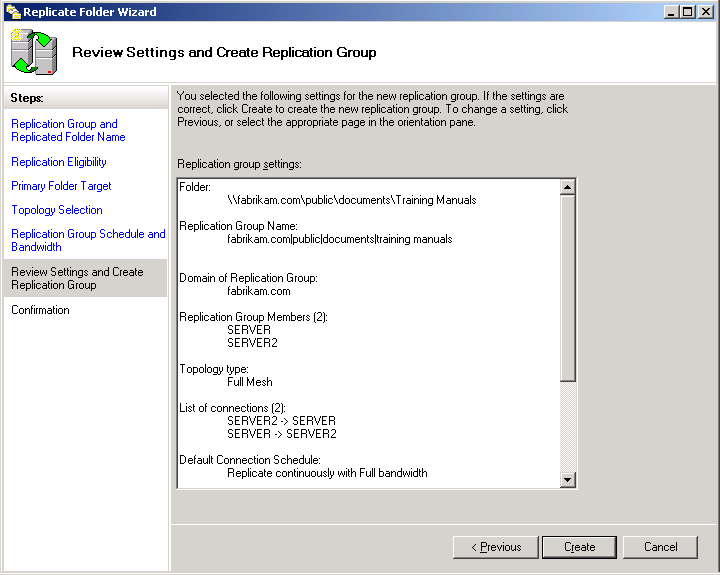 Replicate Folder Wizard
Review Settings and Create Replication Group
Steps:
Replication Group and
Replicated Folder Name
Replication Eligibility
Primary Folder Target
Topology Selection
Replication Group Schedule and
Bandwidth
Review Settings and Create
Replication Group
Confirmation
You selected the following settings for the new replication group. If the settings are
correct, click Create to create the new replication group. To change a setting, click
Previous, or select the appropriate page in the orientation pane.
Replication group settings:
Folder:
\\fabrikam.com\public\documents\Training Manuals
Replication Group Name:
fabrikam.com|public|documents|training manuals
Domain of Replication Group:
fabrikam.com
Replication Group Members (2):
SERVER
SERVER2
Topology type:
Full Mesh
List of connections (2):
SERVER2 -> SERVER
SERVER -> SERVER2
Default Connection Schedule:
Replicate continuously with Full bandwidth
< Previous
Create
Cancel